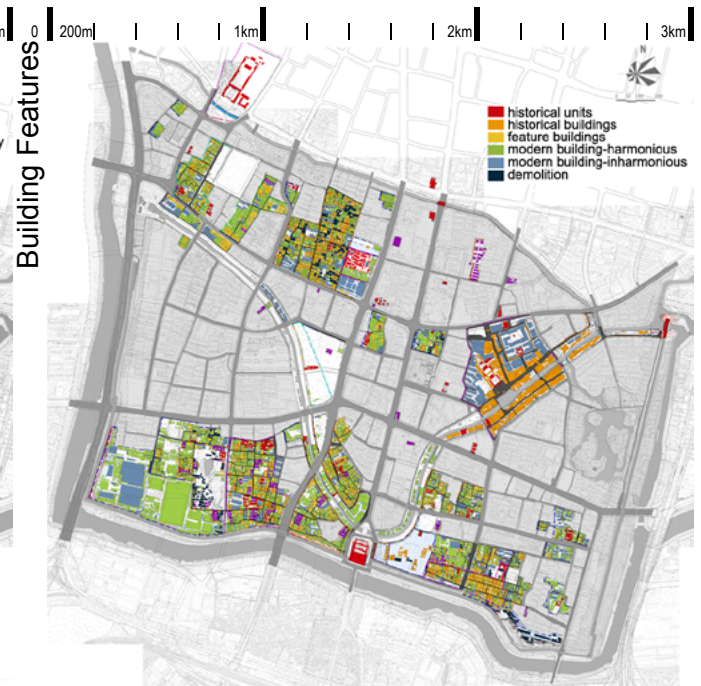 m 0 200m 1km 2km 3km
Building Features
N
historical units
historical buildings
feature buildings
modern building-harmonious
modern building-inharmonious
demolition